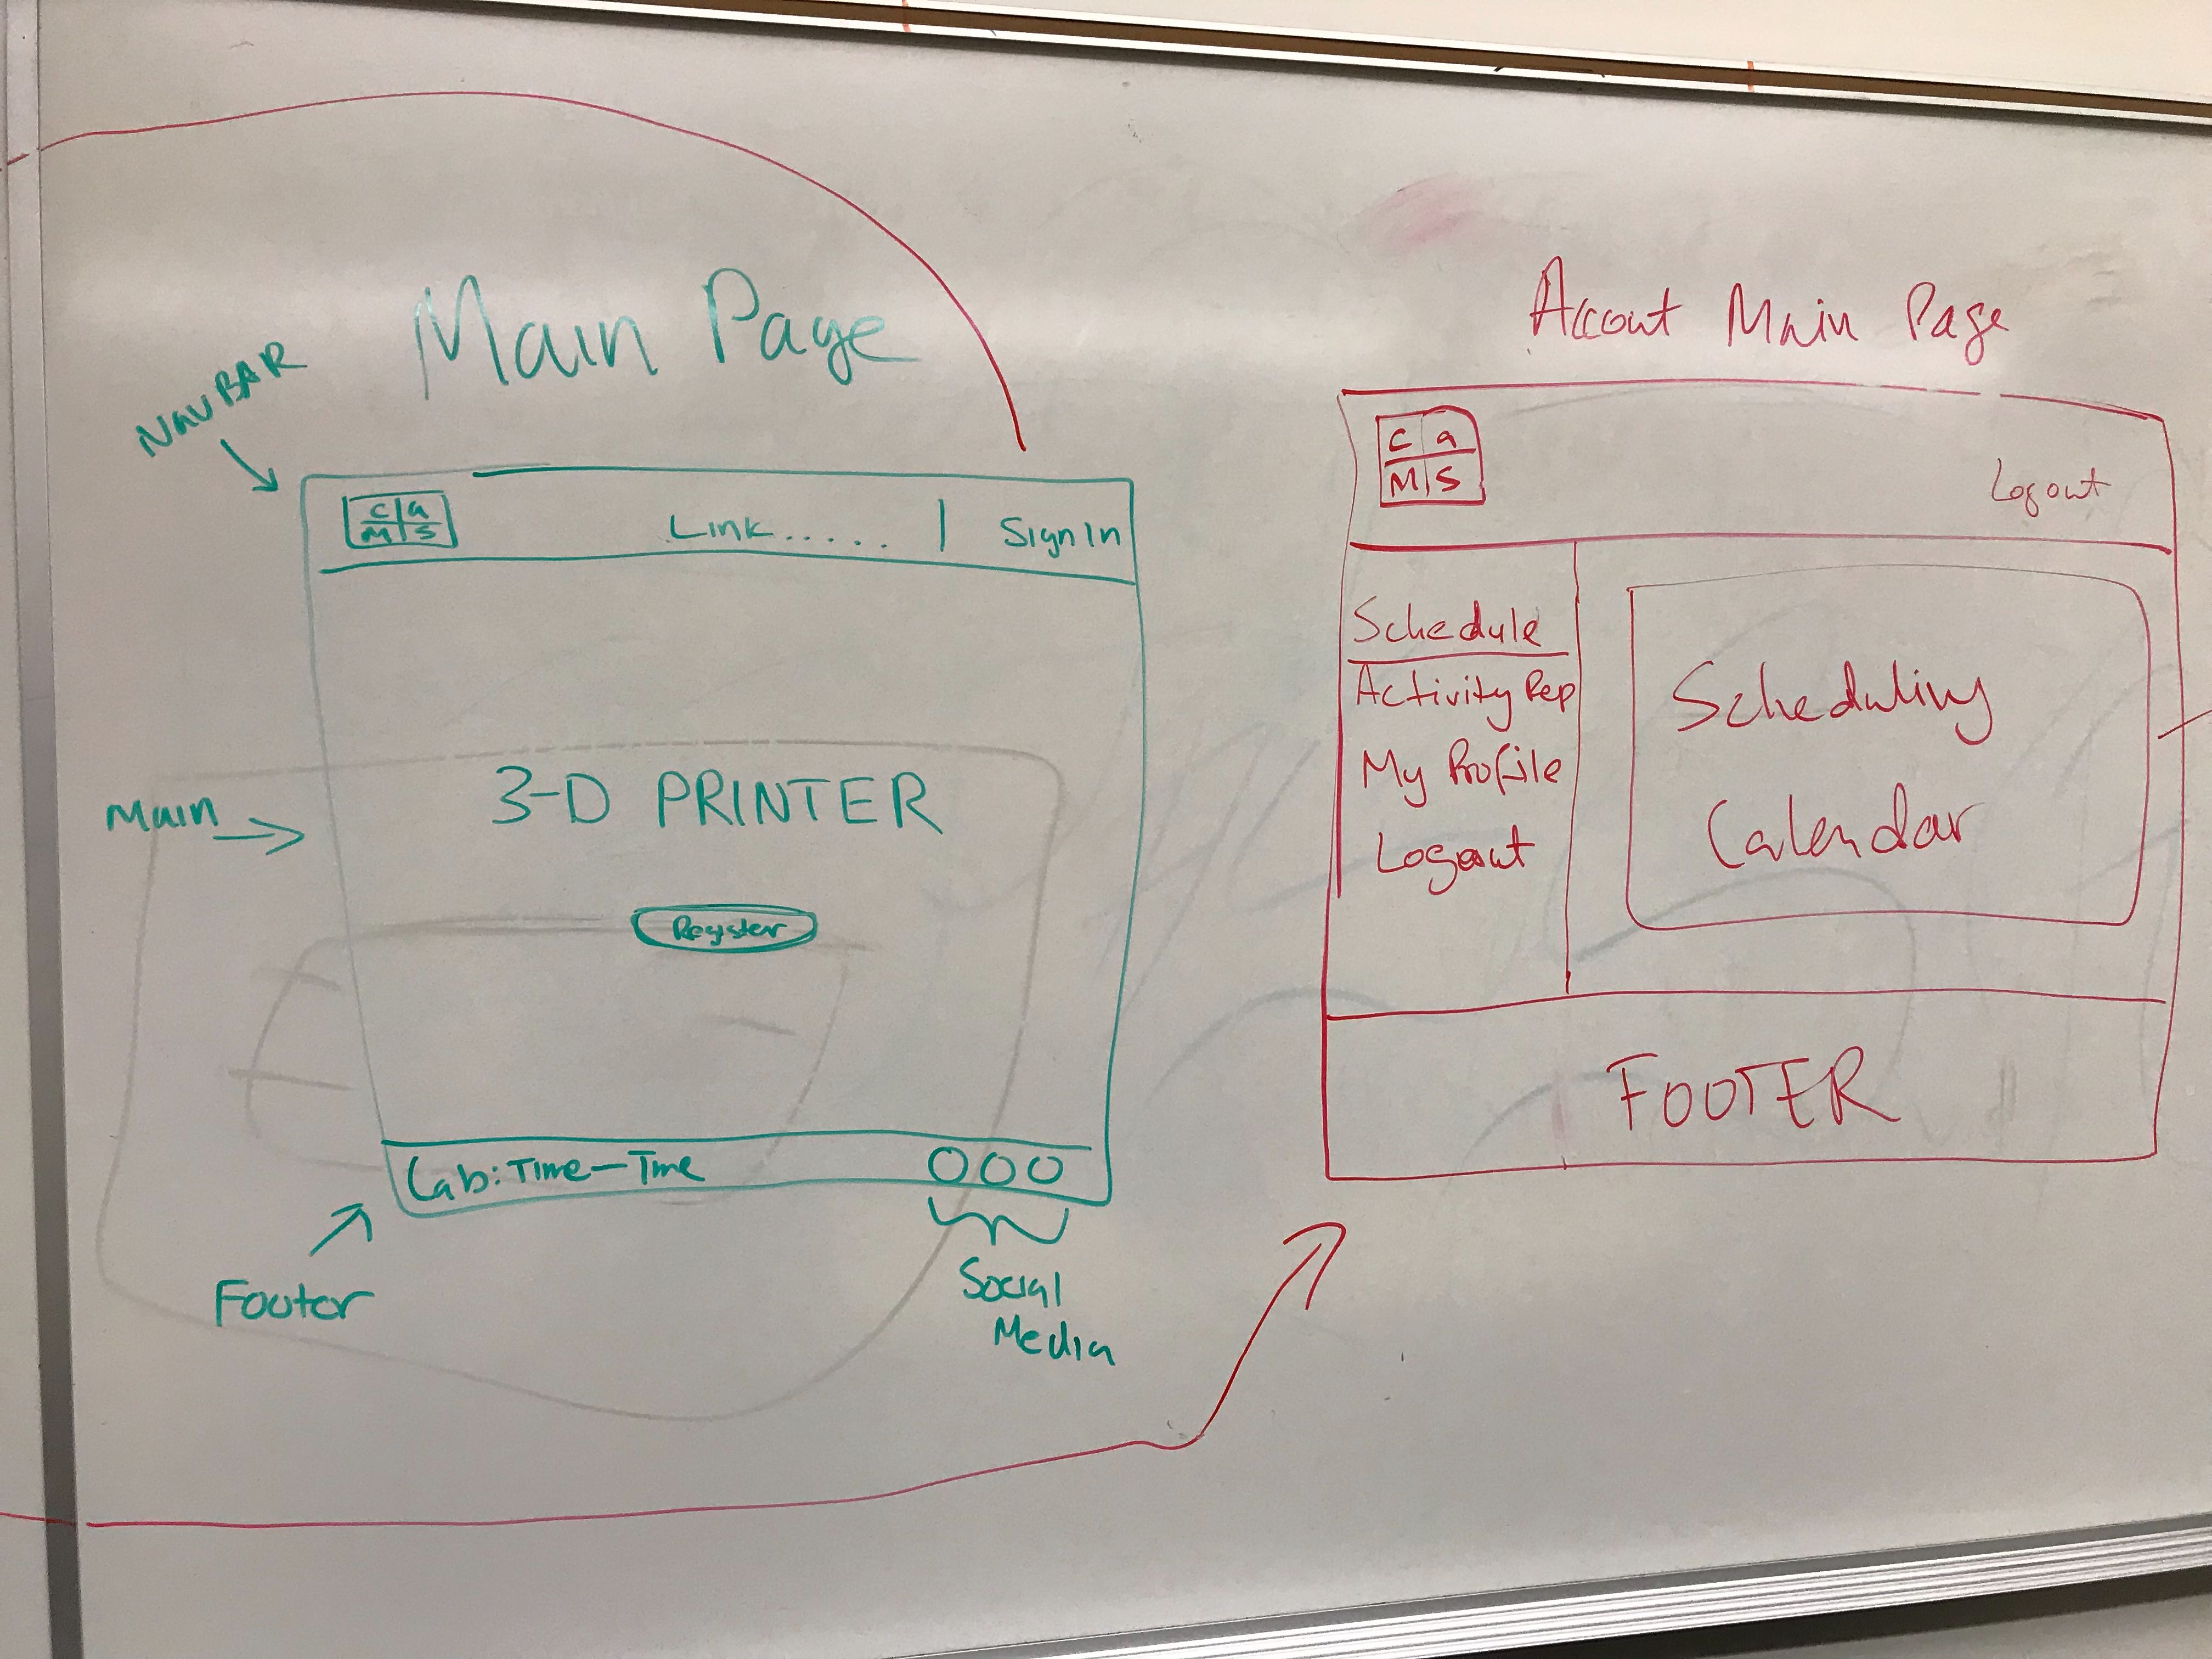 Main Page
NavBAR
c a
M S
Link.....
Sign In
Main
3-D PRINTER
Register
Lab: Time - Time
Footer
Social
Media
Accout Main Page
c a
M S
Logout
Schedule
Activity Rep
My Profile
Logout
Scheduling
Calendar
FOOTER